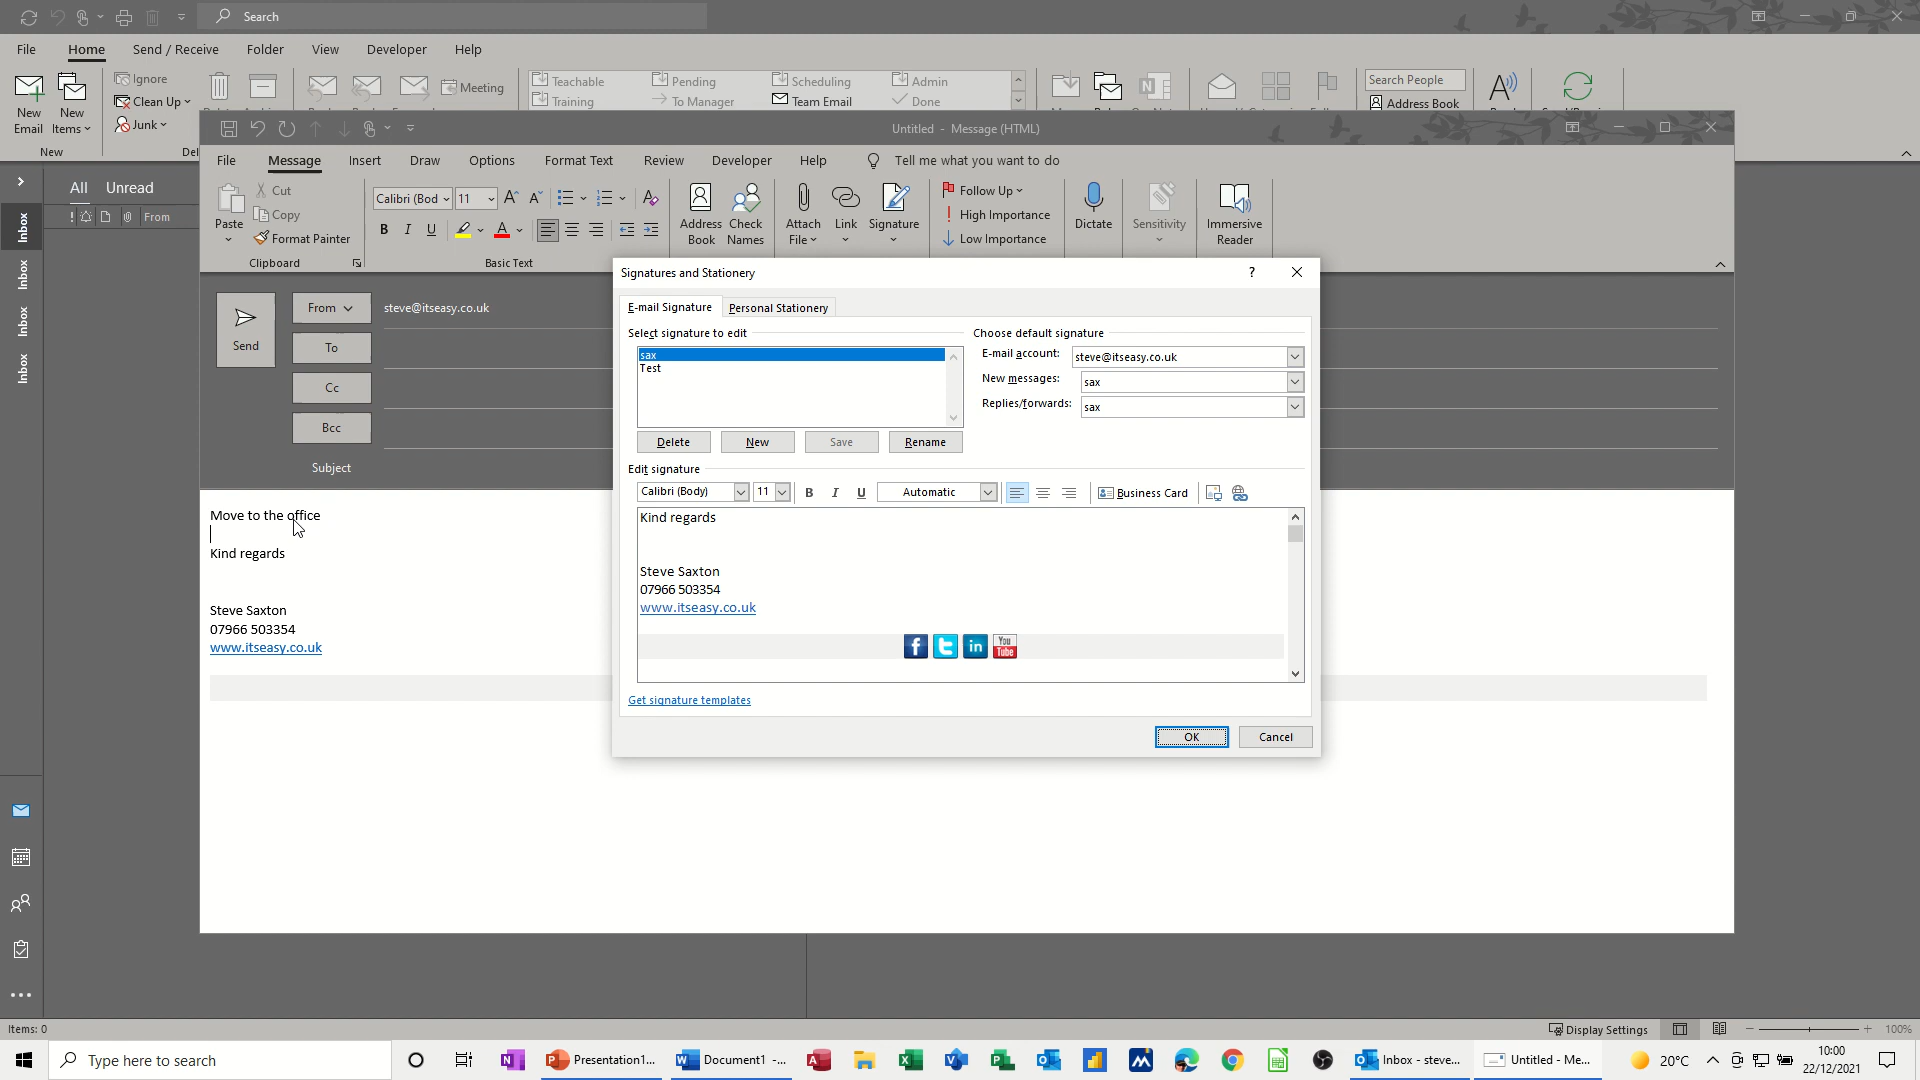 Search
File Home Send / Receive Folder View Developer Help
New Email
New Items
Ignore
Clean Up
Junk
New
Meeting
Teachable Pending Scheduling Admin
Training To Manager Team Email Done
Search People
Address Book
Untitled - Message (HTML)
File Message Insert Draw Options Format Text Review Developer Help Tell me what you want to do
Paste
Cut
Copy
Format Painter
Clipboard
Calibri (Bod 11
B I U
Basic Text
Address Book
Check Names
Attach File
Link
Signature
Follow Up
High Importance
Low Importance
Dictate
Sensitivity
Immersive Reader
All Unread
From
Inbox
Inbox
Inbox
Inbox
Send
From steve@itseasy.co.uk
To
Cc
Bcc
Subject
Move to the office
Kind regards
Steve Saxton
07966 503354
www.itseasy.co.uk
Signatures and Stationery
E-mail Signature Personal Stationery
Select signature to edit
sax
Test
Delete New Save Rename
Choose default signature
E-mail account: steve@itseasy.co.uk
New messages: sax
Replies/forwards: sax
Edit signature
Calibri (Body) 11 B I U Automatic Business Card
Kind regards
Steve Saxton
07966 503354
www.itseasy.co.uk
f t in You Tube
Get signature templates
OK Cancel
Items: 0
Display Settings
100%
Type here to search
Presentation1...
Document1 -...
Inbox - steve...
Untitled - Me...
20°C
10:00
22/12/2021